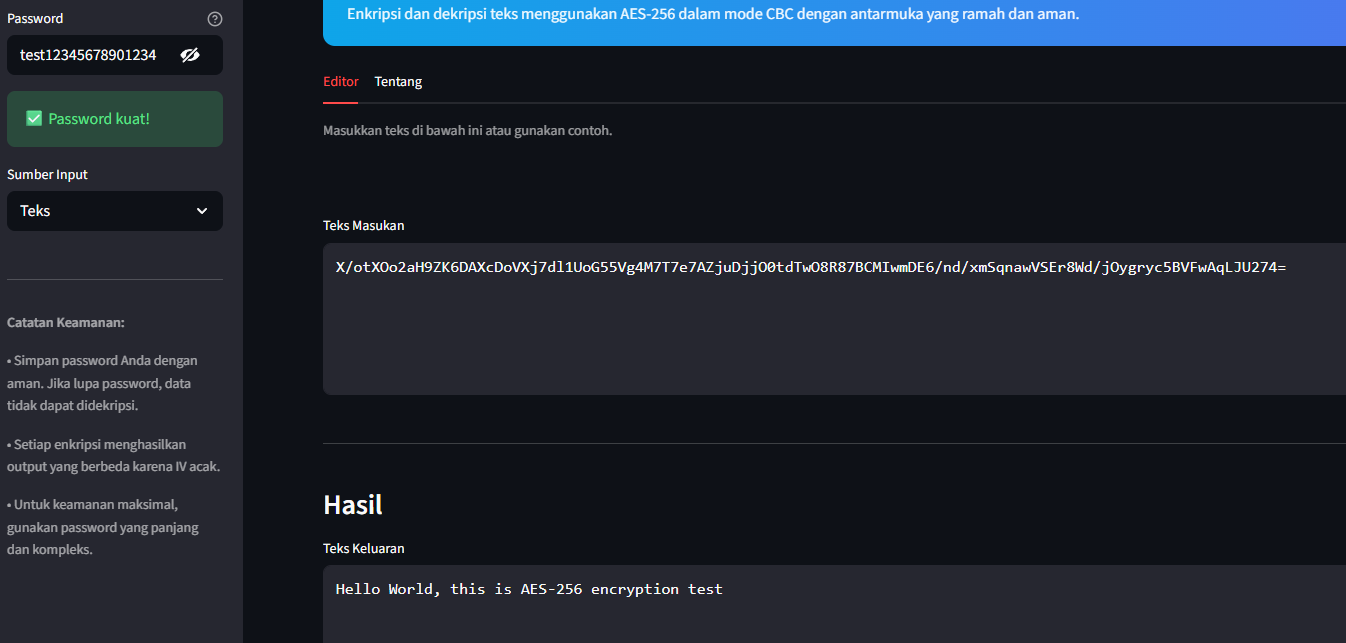 Password
test12345678901234
✅ Password kuat!
Sumber Input
Teks
Catatan Keamanan:
• Simpan password Anda dengan
aman. Jika lupa password, data
tidak dapat didekripsi.
• Setiap enkripsi menghasilkan
output yang berbeda karena IV acak.
• Untuk keamanan maksimal,
gunakan password yang panjang
dan kompleks.
Enkripsi dan dekripsi teks menggunakan AES-256 dalam mode CBC dengan antarmuka yang ramah dan aman.
Editor Tentang
Masukkan teks di bawah ini atau gunakan contoh.
Teks Masukan
X/otXOo2aH9ZK6DAXcDoVXj7dl1UoG55Vg4M7T7e7AZjuDjjO0tdTwO8R87BCMIwmDE6/nd/xmSqnawVSEr8Wd/jOygryc5BVFwAqLJU274=
Hasil
Teks Keluaran
Hello World, this is AES-256 encryption test